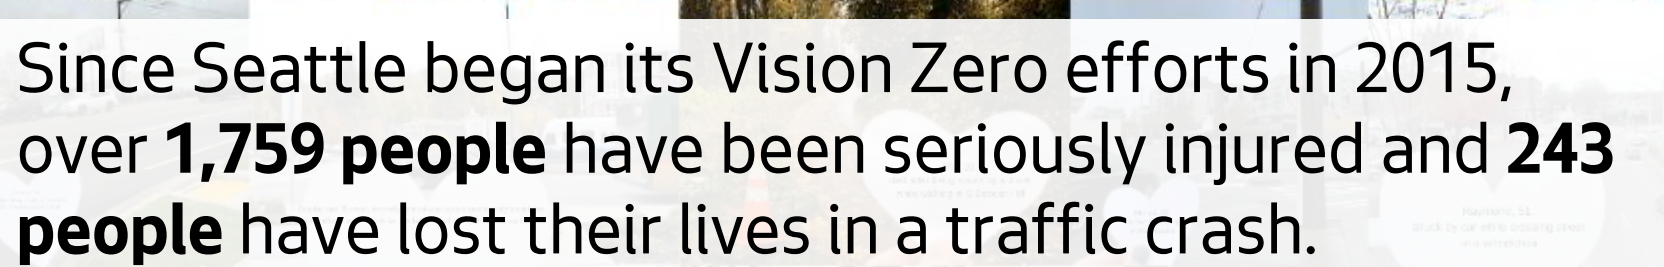 Since Seattle began its Vision Zero efforts in 2015,
over 1,759 people have been seriously injured and 243
people have lost their lives in a traffic crash.